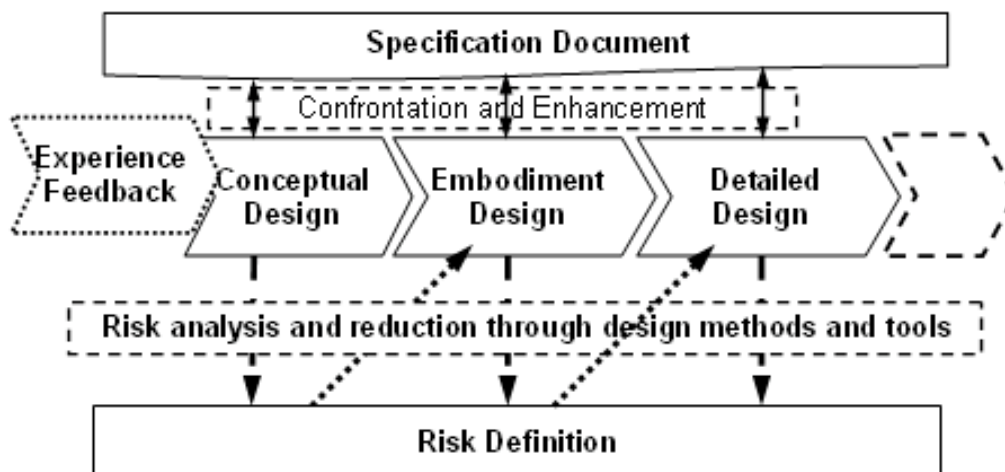 Specification Document
Confrontation and Enhancement
Experience
Feedback
Conceptual
Design
Embodiment
Design
Detailed
Design
Risk analysis and reduction through design methods and tools
Risk Definition